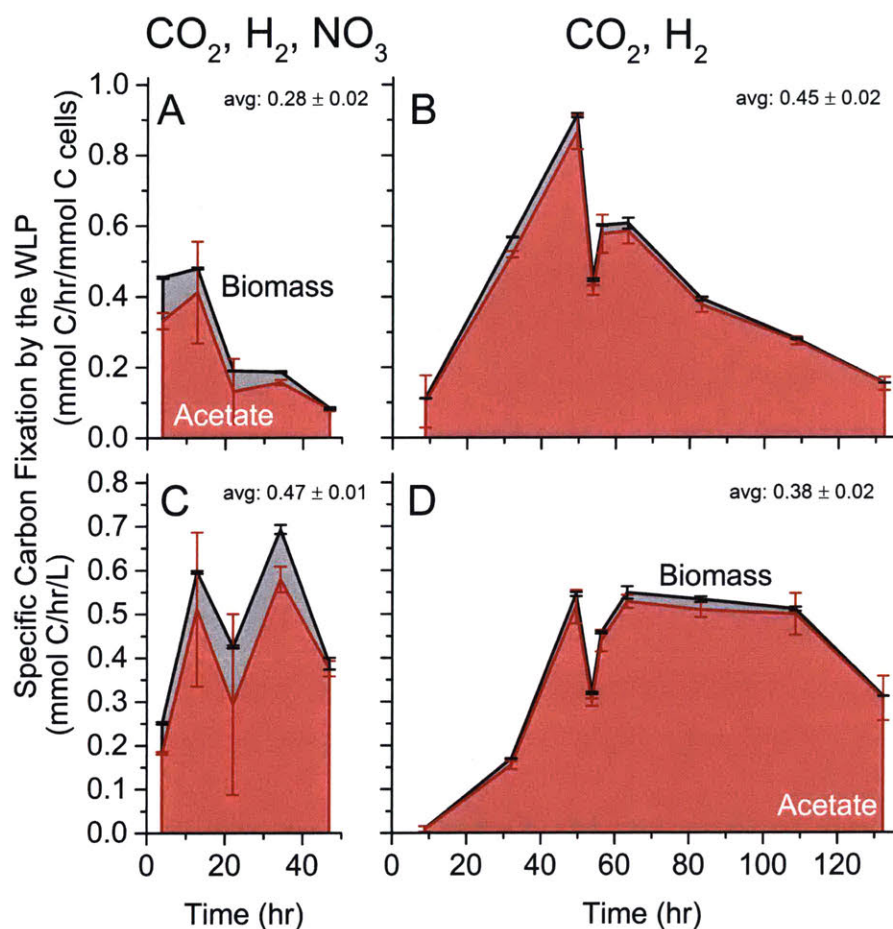 CO₂, H₂, NO₃
CO₂, H₂
Specific Carbon Fixation by the WLP
(mmol C/hr/mmol C cells)
(mmol C/hr/L)
1.0
0.8
0.6
0.4
0.2
0.0
A
avg: 0.28 ± 0.02
Biomass
Acetate
B
avg: 0.45 ± 0.02
0.8
0.7
0.6
0.5
0.4
0.3
0.2
0.1
0.0
C
avg: 0.47 ± 0.01
D
avg: 0.38 ± 0.02
Biomass
Acetate
0 20 40
0 20 40 60 80 100 120
Time (hr)
Time (hr)